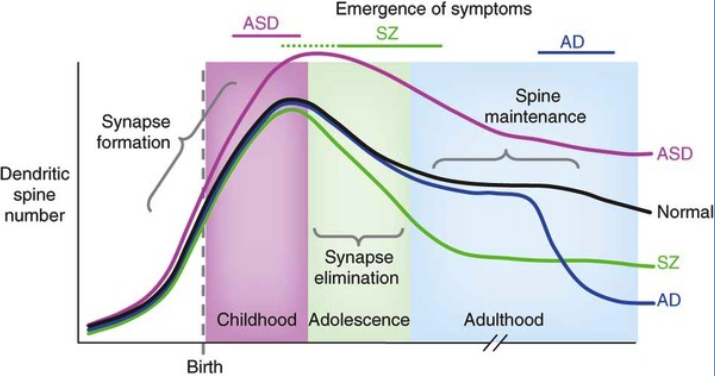 Emergence of symptoms
ASD
SZ
AD
Synapse
formation
Spine
maintenance
Dendritic
spine
number
ASD
Normal
SZ
AD
Synapse
elimination
Childhood
Adolescence
Adulthood
Birth